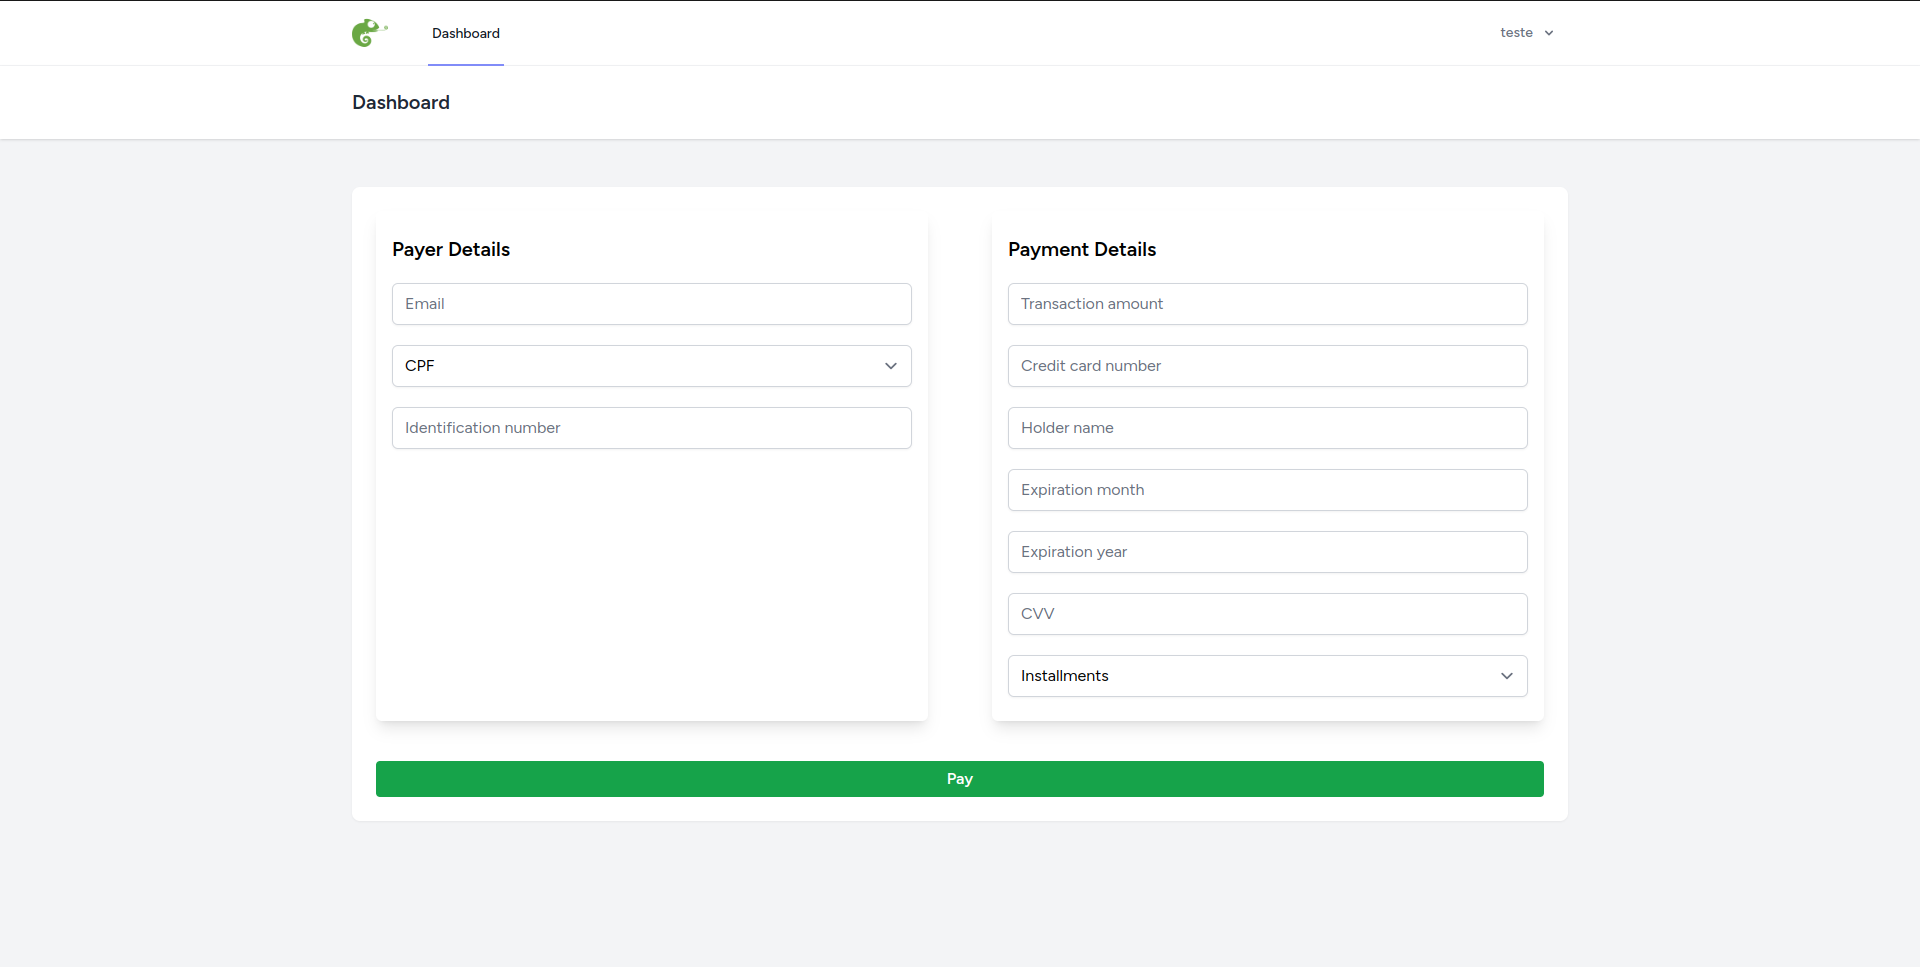 Dashboard
teste
Dashboard
Payer Details
Email
CPF
Identification number
Payment Details
Transaction amount
Credit card number
Holder name
Expiration month
Expiration year
CVV
Installments
Pay